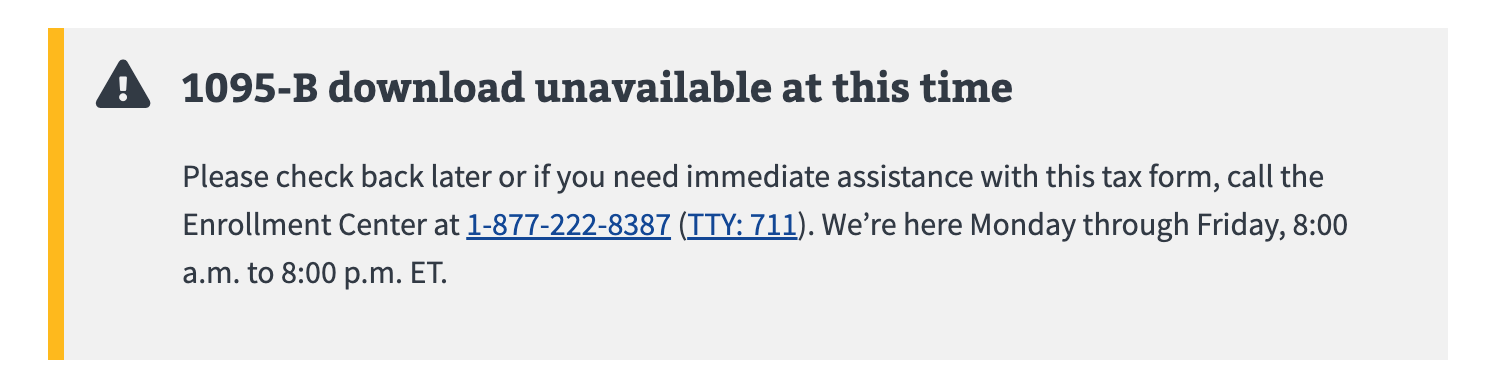 1095-B download unavailable at this time
Please check back later or if you need immediate assistance with this tax form, call the
Enrollment Center at 1-877-222-8387 (TTY: 711). We’re here Monday through Friday, 8:00
a.m. to 8:00 p.m. ET.